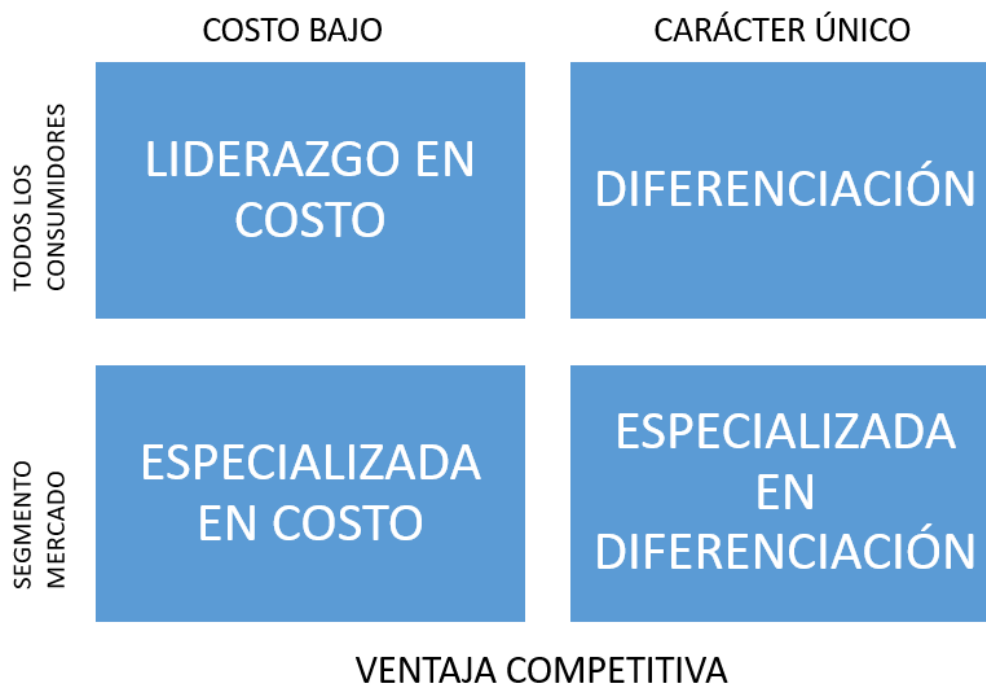 COSTO BAJO
CARÁCTER ÚNICO
TODOS LOS
CONSUMIDORES
LIDERAZGO EN
COSTO
DIFERENCIACIÓN
SEGMENTO
MERCADO
ESPECIALIZADA
EN COSTO
ESPECIALIZADA
EN
DIFERENCIACIÓN
VENTAJA COMPETITIVA